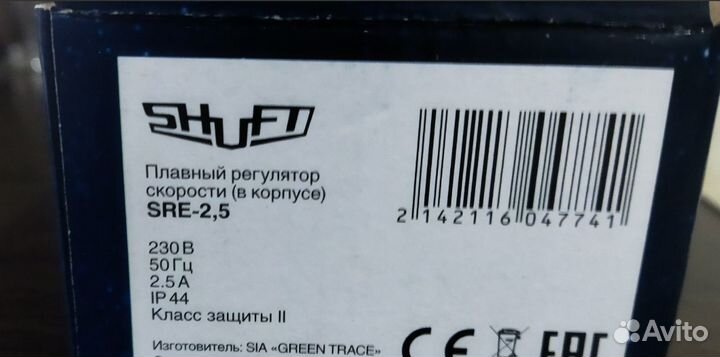 SHUFT
Плавный регулятор
скорости (в корпусе)
SRE-2,5
2 142116 047741
230 В
50 Гц
2.5 А
IP 44
Класс защиты II
Изготовитель: SIA «GREEN TRACE»
CE EAC
Avito